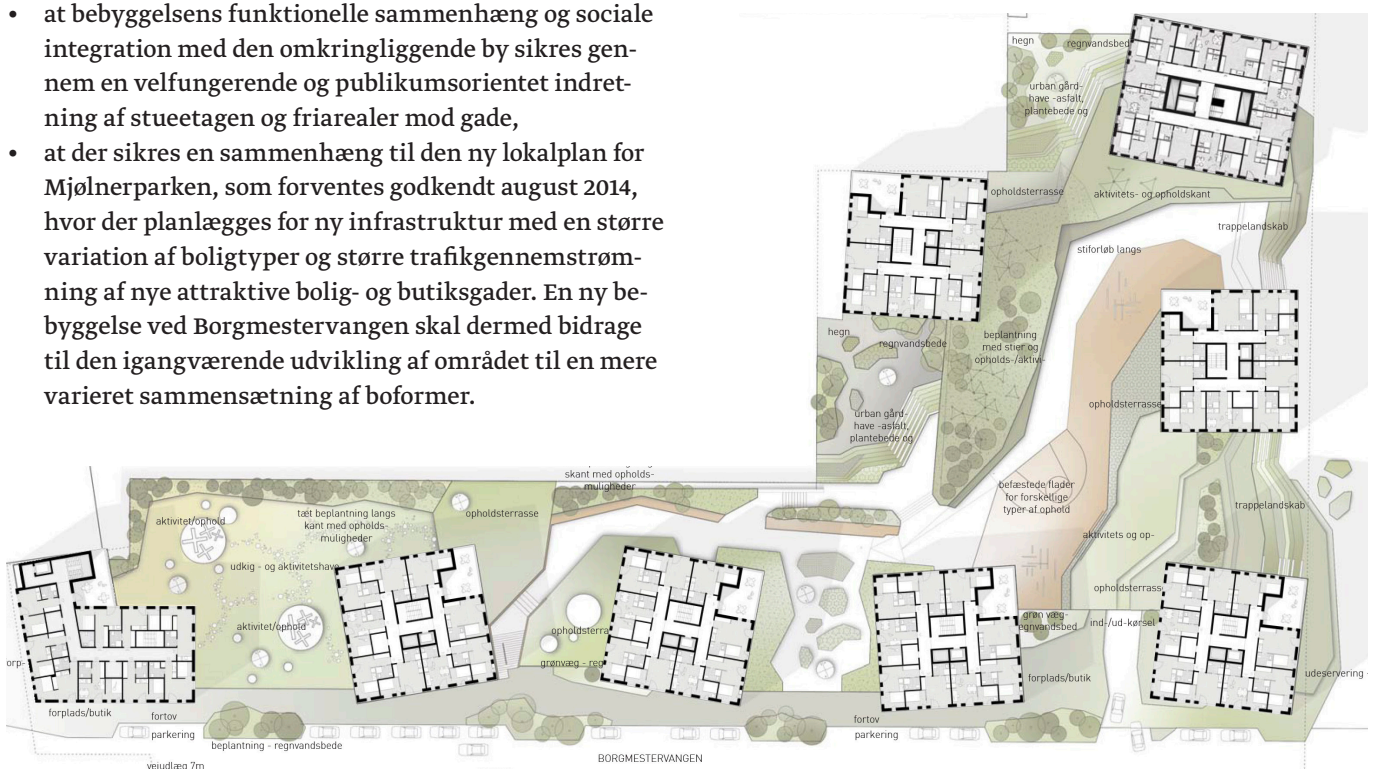 • at bebyggelsens funktionelle sammenhæng og sociale
integration med den omkringliggende by sikres gen-
nem en velfungerende og publikumsorientet indret-
ning af stueetagen og friarealer mod gade,
• at der sikres en sammenhæng til den ny lokalplan for
Mjølnerparken, som forventes godkendt august 2014,
hvor der planlægges for ny infrastruktur med en større
variation af boligtyper og større trafikgennemstrøm-
ning af nye attraktive bolig- og butiksgader. En ny be-
byggelse ved Borgmestervangen skal dermed bidrage
til den igangværende udvikling af området til en mere
varieret sammensætning af boformer.
hegn
regnvandsbed
urban gård-
have -asfalt,
plantebede og
opholdsterrasse
aktivitets- og opholdskant
trappelandskab
stiforløb langs
hegn
regnvandsbede
beplantning
med stier og
opholds-/aktivi-
urban gård-
have -asfalt,
plantebede og
opholdsterrasse
skant med opholds-
muligheder
befæstede flader
for forskellige
typer af ophold
trappelandskab
aktivitet/ophold
tæt beplantning langs
kant med opholds-
muligheder
opholdsterrasse
udkig - og aktivitetshave
aktivitets og op-
opholdsterrass
aktivitet/ophold
opholdsterra
grøn væg-
regnvandsbed
ind-/ud-kørsel
grønvæg - reg
orp-
forplads/butik
udeservering -
forplads/butik
fortov
parkering
beplantning - regnvandsbede
fortov
parkering
BORGMESTERVANGEN
vejudlæg 7m